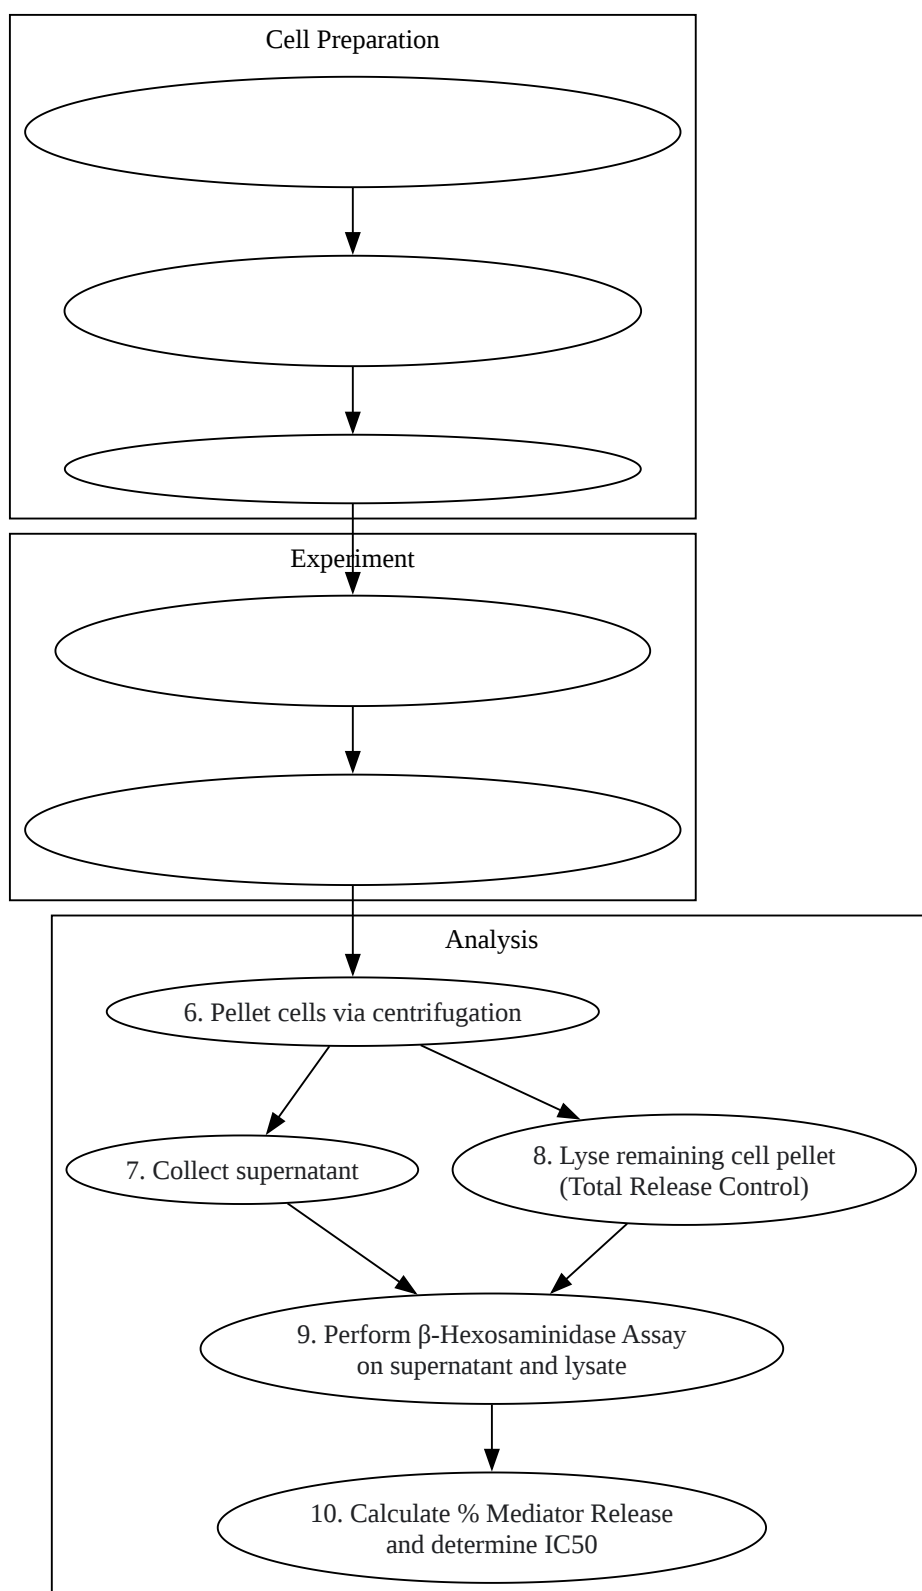 Cell Preparation
Experiment
Analysis
6. Pellet cells via centrifugation
7. Collect supernatant
8. Lyse remaining cell pellet
(Total Release Control)
9. Perform β-Hexosaminidase Assay
on supernatant and lysate
10. Calculate % Mediator Release
and determine IC50